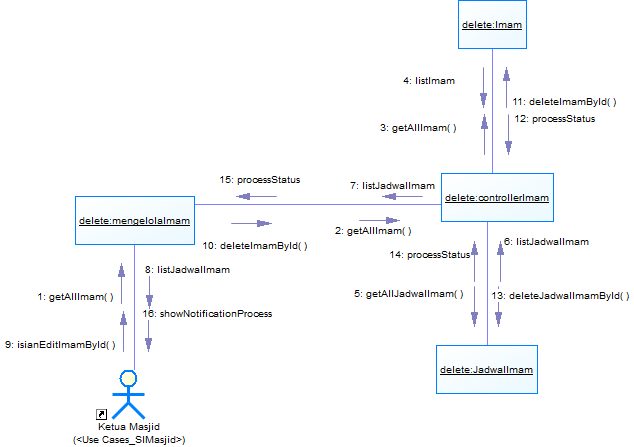 delete:Imam
4: listImam
11: deleteImamById( )
12: processStatus
3: getAllImam( )
15: processStatus
7: listJadwalImam
delete:controllerImam
delete:mengelolaImam
10: deleteImamById( )
2: getAllImam( )
6: listJadwalImam
14: processStatus
8: listJadwalImam
1: getAllImam( )
5: getAllJadwalImam( )
13: deleteJadwalImamById( )
16: showNotificationProcess
9: isianEditImamById( )
delete:JadwalImam
Ketua Masjid
(<Use Cases_SIMasjid>)